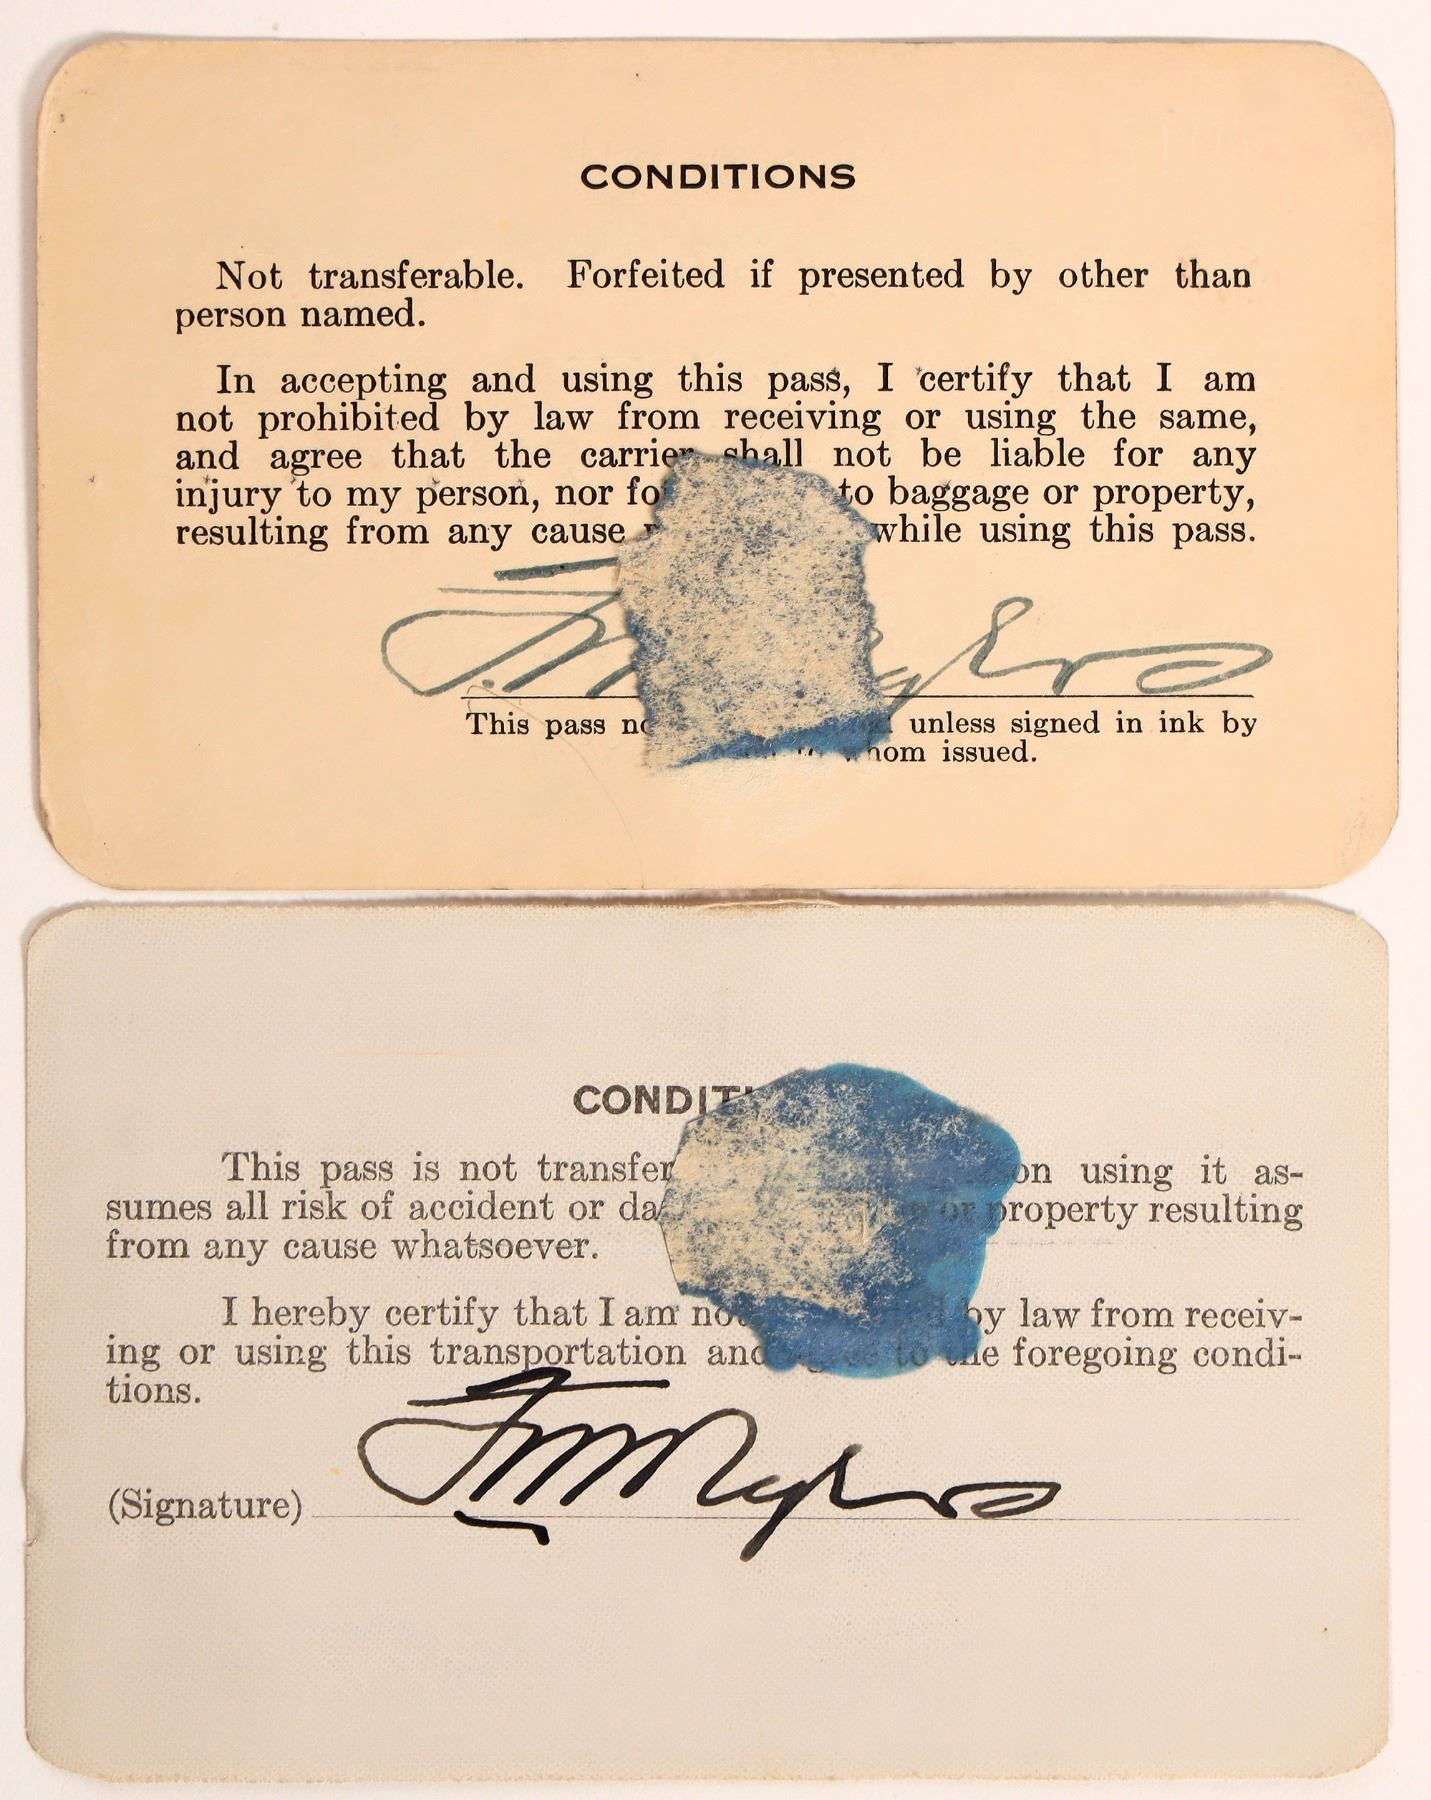 CONDITIONS
Not transferable. Forfeited if presented by other than
person named.
In accepting and using this pass, I certify that I am
not prohibited by law from receiving or using the same,
and agree that the carrier shall not be liable for any
injury to my person, nor fo to baggage or property,
resulting from any cause while using this pass.
This pass no unless signed in ink by
whom issued.
CONDITI
This pass is not transfer on using it as-
sumes all risk of accident or da or property resulting
from any cause whatsoever.
I hereby certify that I am not by law from receiv-
ing or using this transportation and agree to the foregoing condi-
tions.
(Signature)